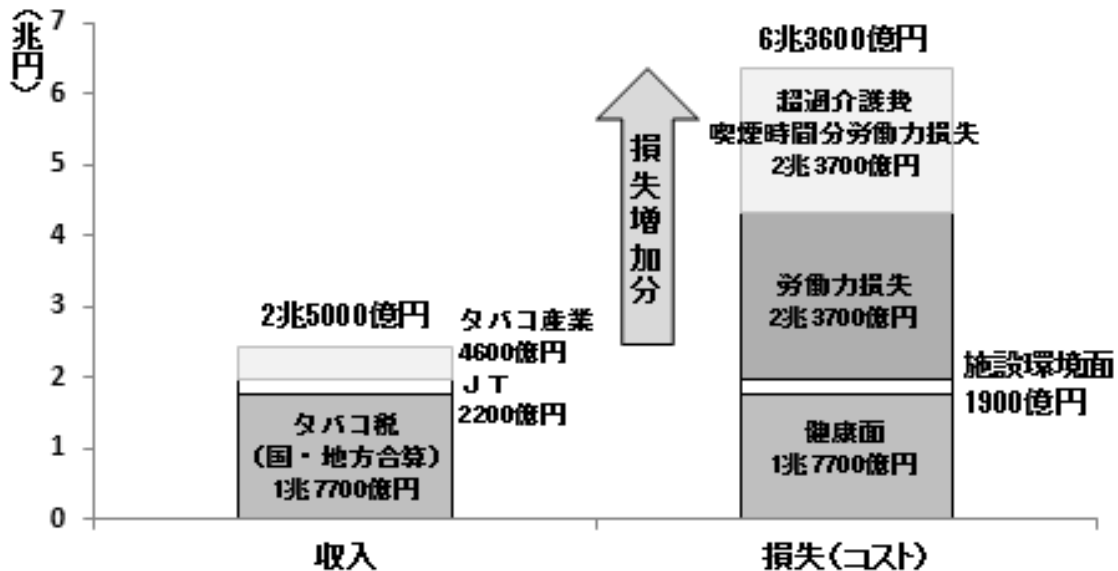 （兆円）
7
6
5
4
3
2
1
0
2兆5000億円
タバコ産業
4600億円
ＪＴ
2200億円
タバコ税
（国・地方合算）
1兆7700億円
収入
損失増加分
6兆3600億円
超過介護費
喫煙時間分労働力損失
2兆3700億円
労働力損失
2兆3700億円
施設環境面
1900億円
健康面
1兆7700億円
損失（コスト）